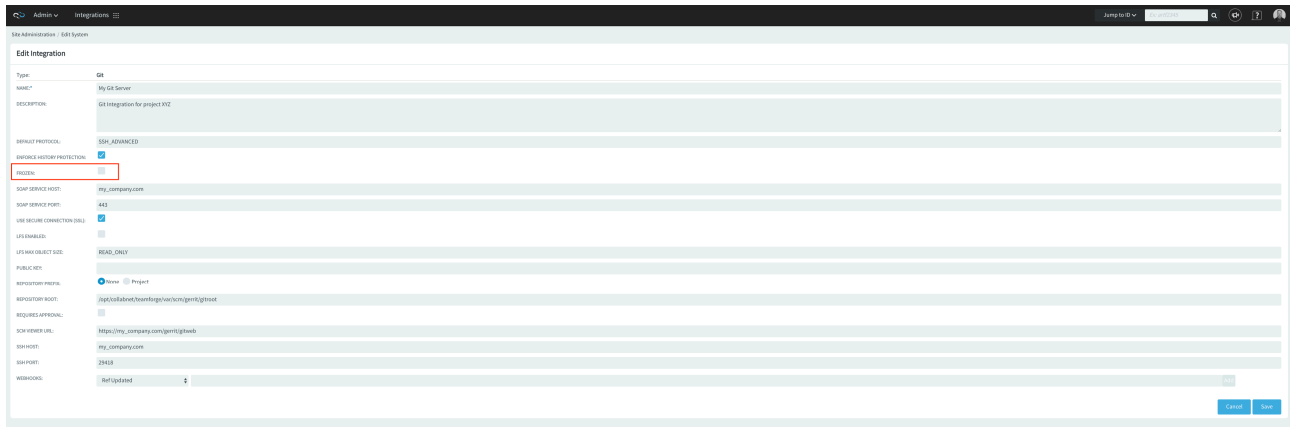 Admin Integrations Jump to ID ?
Site Administration / Edit System
Edit Integration
Type: Git
NAME:* My Git Server
DESCRIPTION: Git Integration for project XYZ
DEFAULT PROTOCOL: SSH_ADVANCED
ENFORCE HISTORY PROTECTION:
FROZEN:
SOAP SERVICE HOST: my_company.com
SOAP SERVICE PORT: 443
USE SECURE CONNECTION (SSL):
LFS ENABLED:
LFS MAX OBJECT SIZE: READ_ONLY
PUBLIC KEY:
REPOSITORY PREFIX: None Project
REPOSITORY ROOT: /opt/collabnet/teamforge/var/scm/gerrit/gitroot
REQUIRES APPROVAL:
SCM VIEWER URL: https://my_company.com/gerrit/gitweb
SSH HOST: my_company.com
SSH PORT: 29418
WEBHOOKS: Ref Updated
Cancel Save